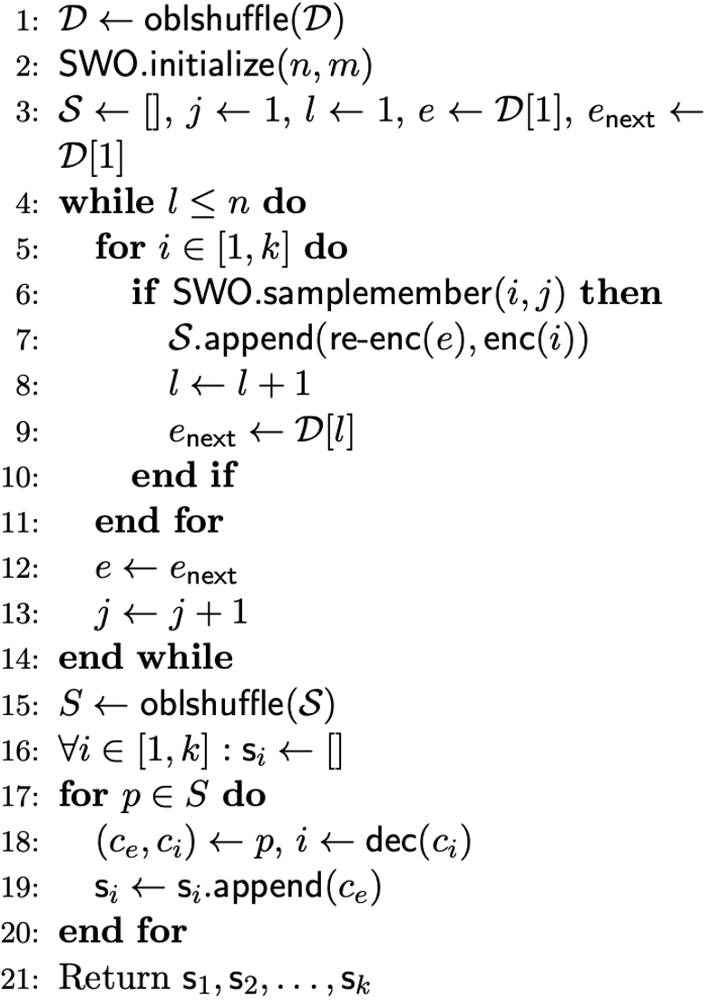 1: 𝒟 ← oblshuffle(𝒟)
2: SWO.initialize(n, m)
3: 𝒮 ← [], j ← 1, l ← 1, e ← 𝒟[1], e_next ←
𝒟[1]
4: while l ≤ n do
5: for i ∈ [1, k] do
6: if SWO.samplemember(i, j) then
7: 𝒮.append(re-enc(e), enc(i))
8: l ← l + 1
9: e_next ← 𝒟[l]
10: end if
11: end for
12: e ← e_next
13: j ← j + 1
14: end while
15: S ← oblshuffle(𝒮)
16: ∀i ∈ [1, k] : s_i ← []
17: for p ∈ S do
18: (c_e, c_i) ← p, i ← dec(c_i)
19: s_i ← s_i.append(c_e)
20: end for
21: Return s_1, s_2, . . . , s_k